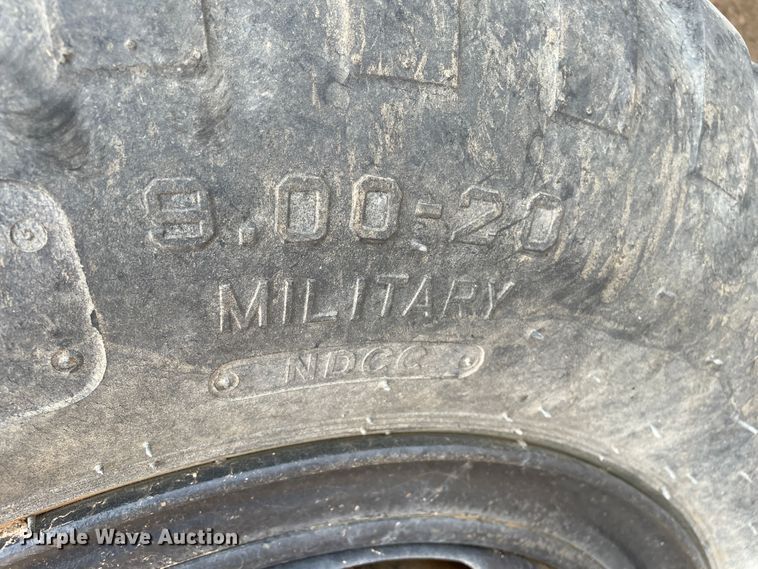 9.00-20
MILITARY
NDCC
Purple Wave Auction